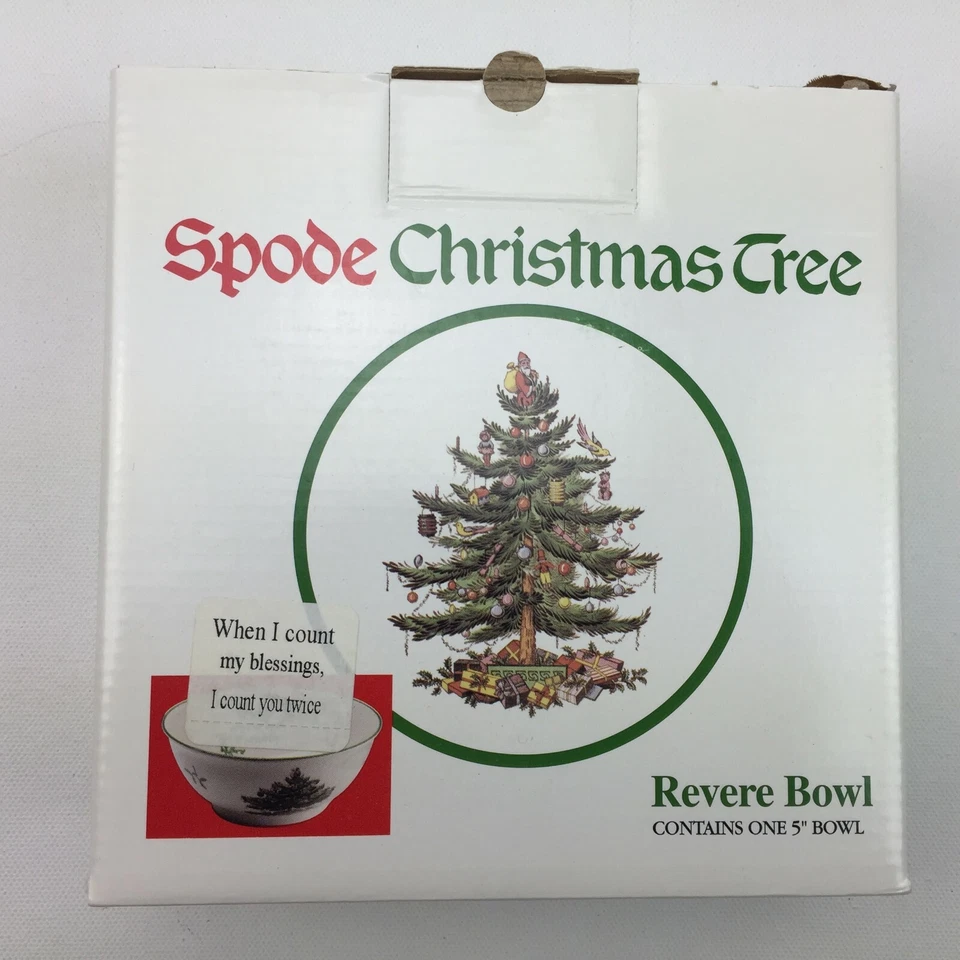 Spode Christmas Tree
When I count
my blessings,
I count you twice
Revere Bowl
CONTAINS ONE 5" BOWL